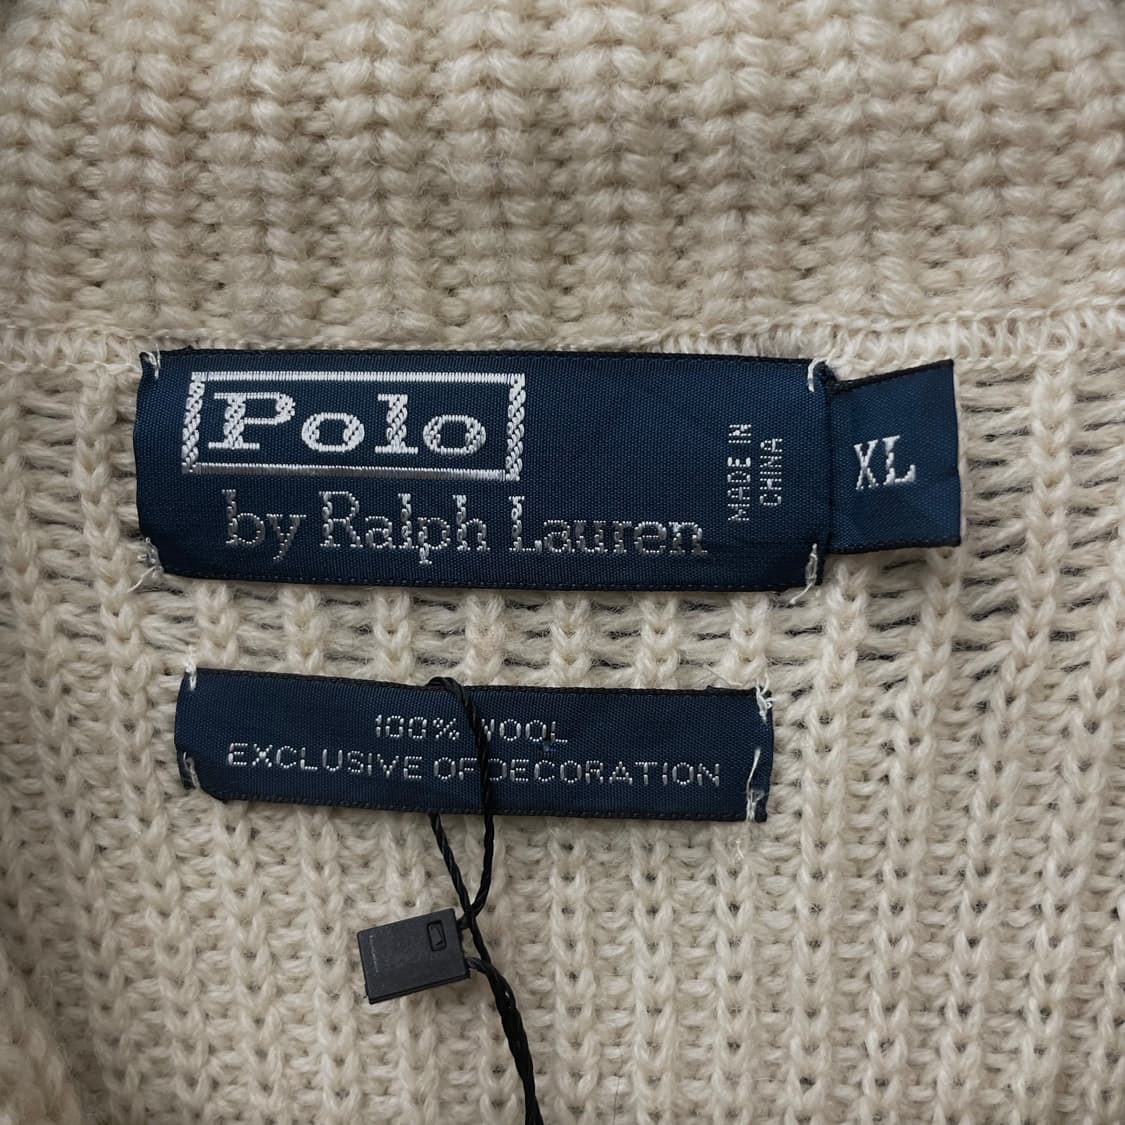 Polo
by Ralph Lauren
MADE IN
CHINA
XL
100% WOOL
EXCLUSIVE OF DECORATION